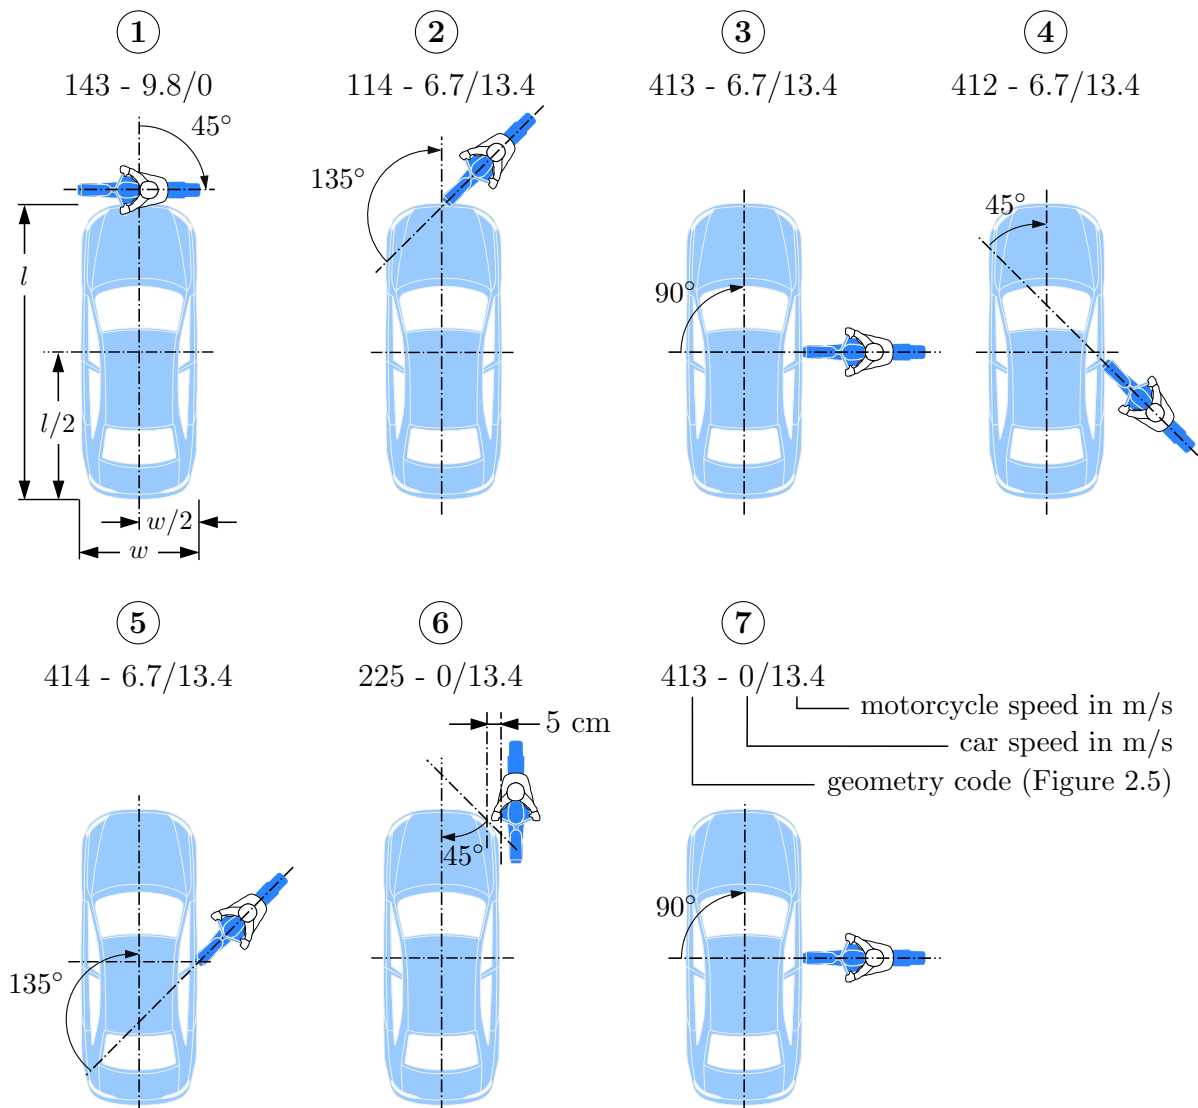 1
143 - 9.8/0
45°
l
l/2
w/2
w
2
114 - 6.7/13.4
135°
3
413 - 6.7/13.4
90°
4
412 - 6.7/13.4
45°
5
414 - 6.7/13.4
135°
6
225 - 0/13.4
5 cm
45°
7
413 - 0/13.4
motorcycle speed in m/s
car speed in m/s
geometry code (Figure 2.5)
90°